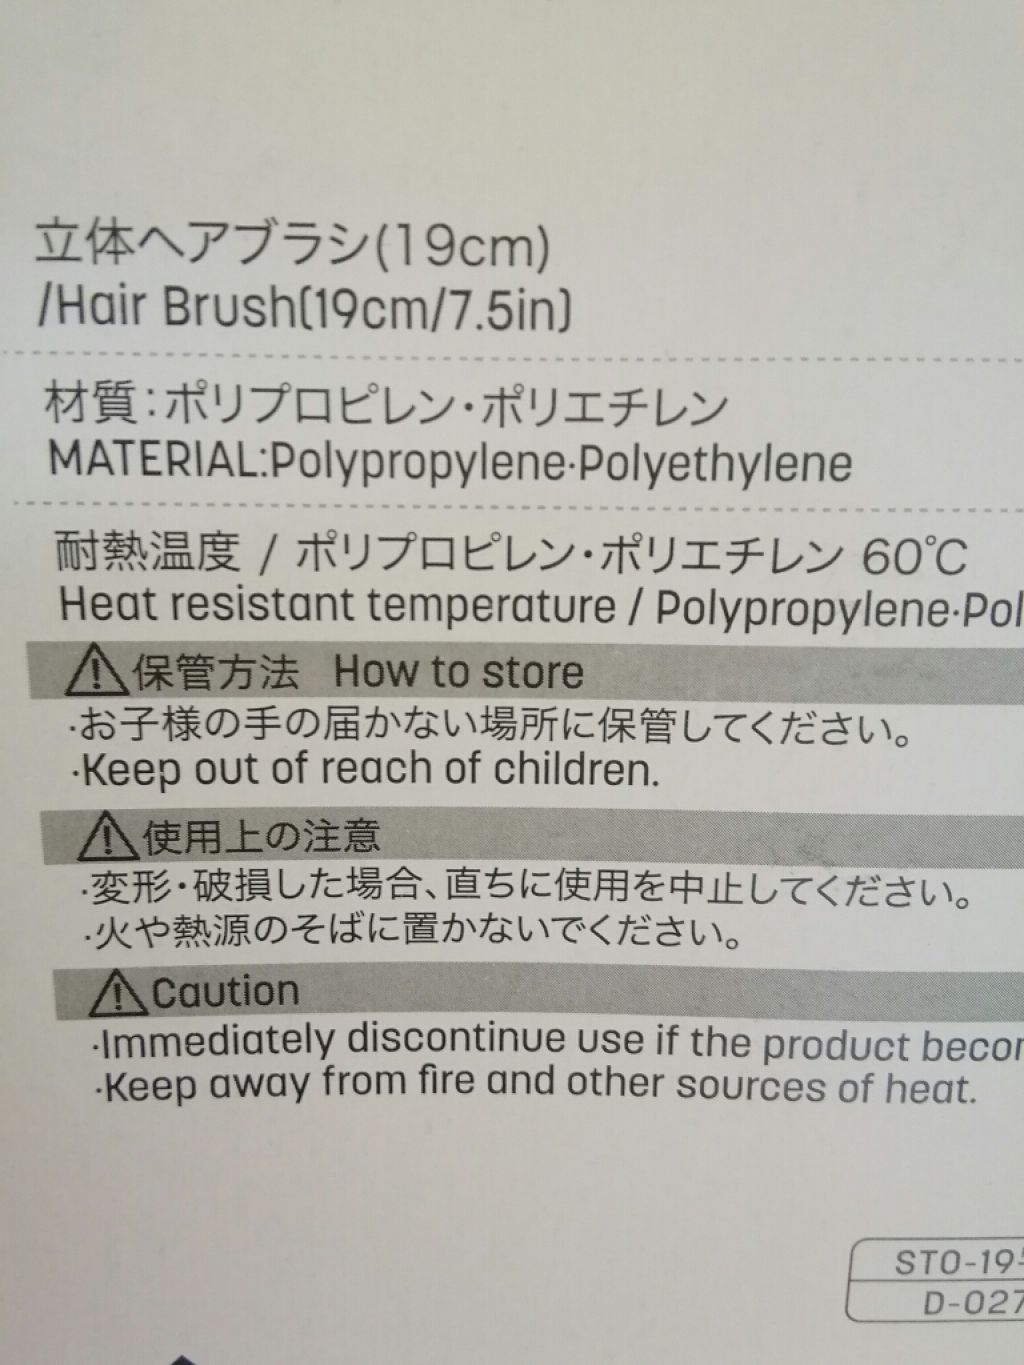 立体ヘアブラシ(19cm)
/Hair Brush(19cm/7.5in)
材質:ポリプロピレン・ポリエチレン
MATERIAL:Polypropylene・Polyethylene
耐熱温度 / ポリプロピレン・ポリエチレン 60℃
Heat resistant temperature / Polypropylene・Pol
⚠保管方法 How to store
・お子様の手の届かない場所に保管してください。
・Keep out of reach of children.
⚠使用上の注意
・変形・破損した場合、直ちに使用を中止してください。
・火や熱源のそばに置かないでください。
⚠Caution
・Immediately discontinue use if the product
・Keep away from fire and other sources of heat.
STO-19
D-027